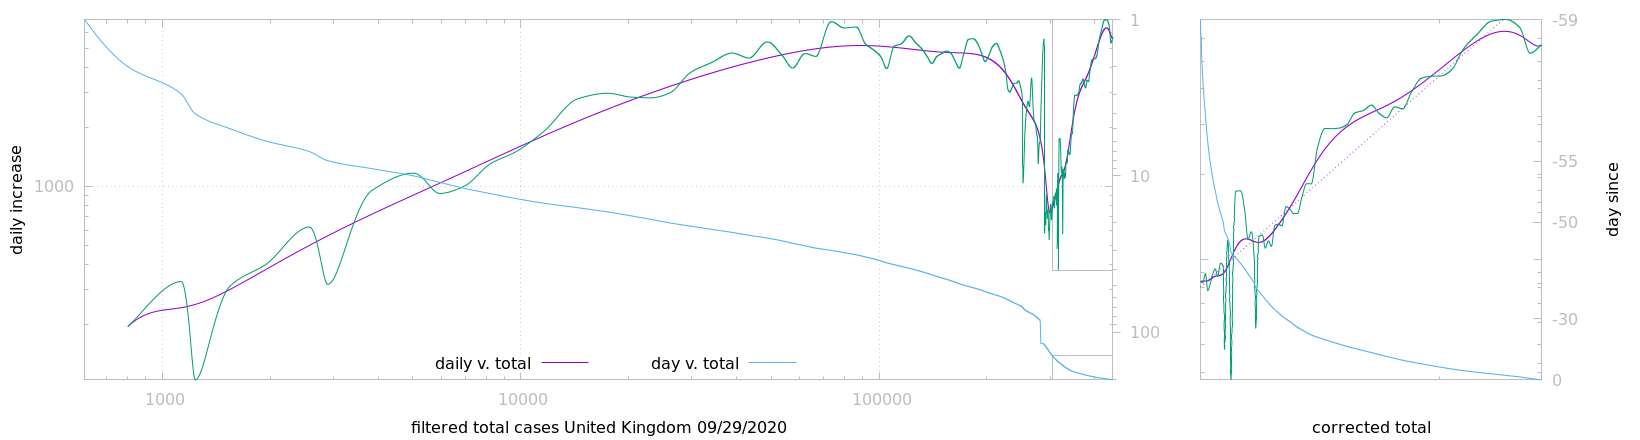 1
-59
daily increase
1000
10
-55
-50
day since
-30
100
daily v. total
day v. total
0
1000
10000
100000
filtered total cases United Kingdom 09/29/2020
corrected total